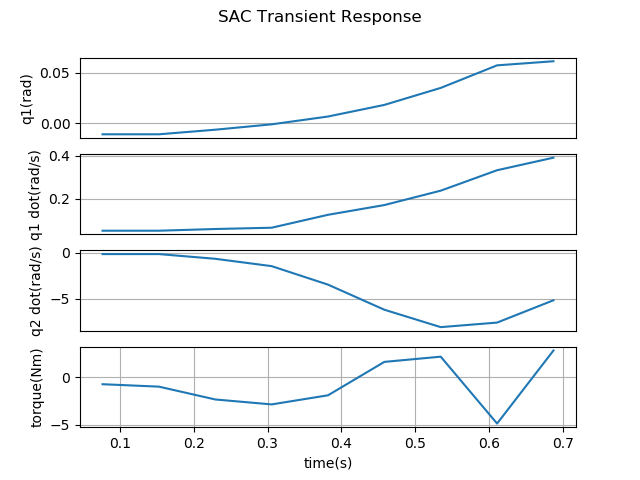 SAC Transient Response
0.05
0.00
q1(rad)
0.4
0.2
q1 dot(rad/s)
0
−5
q2 dot(rad/s)
0
−5
torque(Nm)
0.1 0.2 0.3 0.4 0.5 0.6 0.7
time(s)